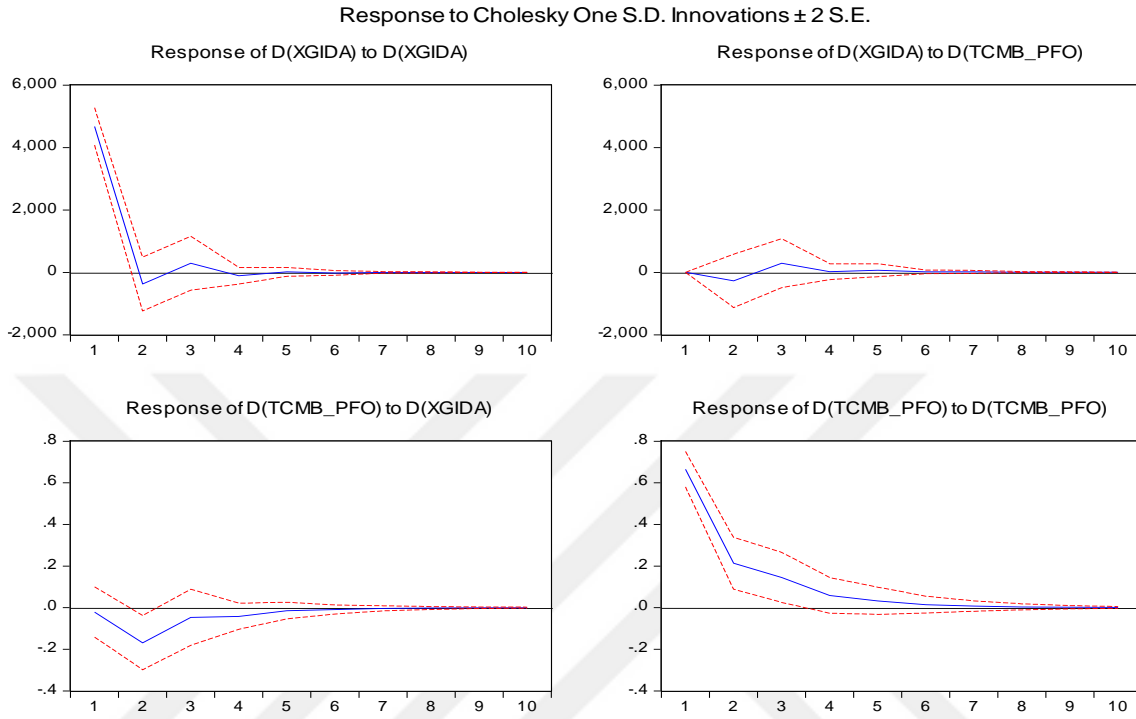 Response to Cholesky One S.D. Innovations ± 2 S.E.
Response of D(XGIDA) to D(XGIDA)
6,000
4,000
2,000
0
-2,000
1 2 3 4 5 6 7 8 9 10
Response of D(XGIDA) to D(TCMB_PFO)
6,000
4,000
2,000
0
-2,000
1 2 3 4 5 6 7 8 9 10
Response of D(TCMB_PFO) to D(XGIDA)
.8
.6
.4
.2
.0
-.2
-.4
1 2 3 4 5 6 7 8 9 10
Response of D(TCMB_PFO) to D(TCMB_PFO)
.8
.6
.4
.2
.0
-.2
-.4
1 2 3 4 5 6 7 8 9 10